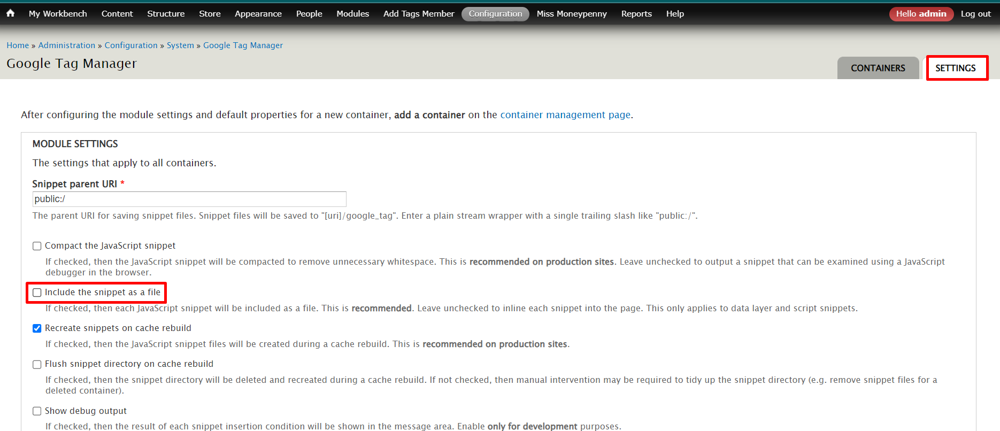 My Workbench Content Structure Store Appearance People Modules Add Tags Member Configuration Miss Moneypenny Reports Help Hello admin Log out
Home » Administration » Configuration » System » Google Tag Manager
Google Tag Manager
CONTAINERS SETTINGS
After configuring the module settings and default properties for a new container, add a container on the container management page.
MODULE SETTINGS
The settings that apply to all containers.
Snippet parent URI *
public:/
The parent URI for saving snippet files. Snippet files will be saved to "[uri]/google_tag". Enter a plain stream wrapper with a single trailing slash like "public:/".
Compact the JavaScript snippet
If checked, then the JavaScript snippet will be compacted to remove unnecessary whitespace. This is recommended on production sites. Leave unchecked to output a snippet that can be examined using a JavaScript
debugger in the browser.
Include the snippet as a file
If checked, then each JavaScript snippet will be included as a file. This is recommended. Leave unchecked to inline each snippet into the page. This only applies to data layer and script snippets.
Recreate snippets on cache rebuild
If checked, then the JavaScript snippet files will be created during a cache rebuild. This is recommended on production sites.
Flush snippet directory on cache rebuild
If checked, then the snippet directory will be deleted and recreated during a cache rebuild. If not checked, then manual intervention may be required to tidy up the snippet directory (e.g. remove snippet files for a
deleted container).
Show debug output
If checked, then the result of each snippet insertion condition will be shown in the message area. Enable only for development purposes.